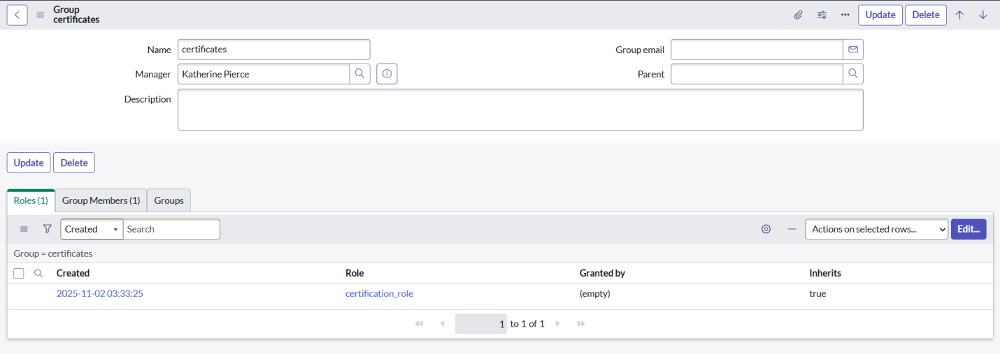 Group
certificates
Update
Delete
Name
certificates
Group email
Manager
Katherine Pierce
Parent
Description
Update
Delete
Roles (1)
Group Members (1)
Groups
Created
Search
Actions on selected rows...
Edit...
Group = certificates
Created Role Granted by Inherits
2025-11-02 03:33:25 certification_role (empty) true
1 to 1 of 1